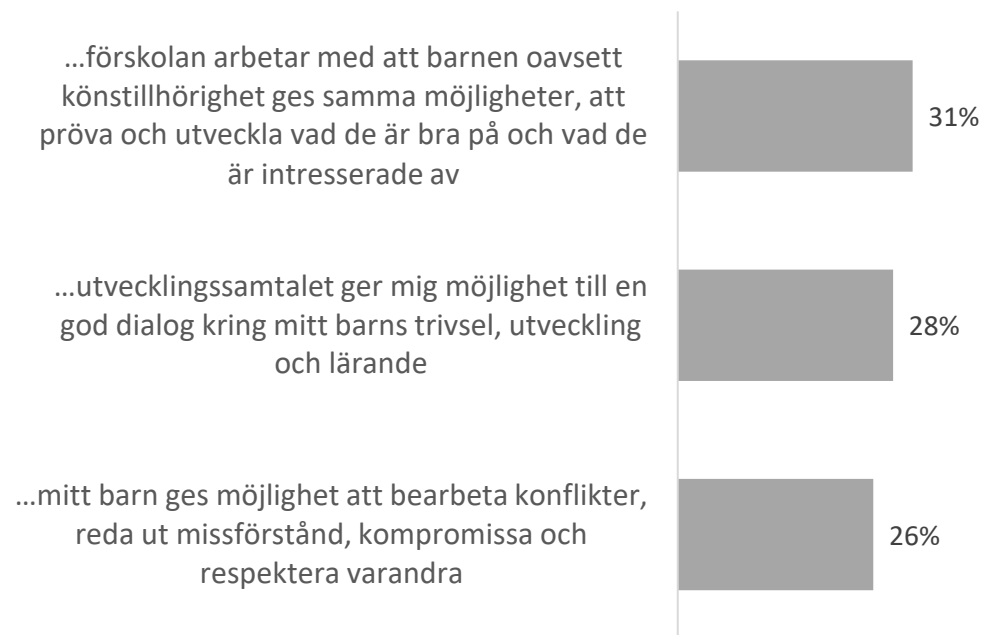 …förskolan arbetar med att barnen oavsett
könstillhörighet ges samma möjligheter, att
pröva och utveckla vad de är bra på och vad de
är intresserade av
31%
…utvecklingssamtalet ger mig möjlighet till en
god dialog kring mitt barns trivsel, utveckling
och lärande
28%
…mitt barn ges möjlighet att bearbeta konflikter,
reda ut missförstånd, kompromissa och
respektera varandra
26%